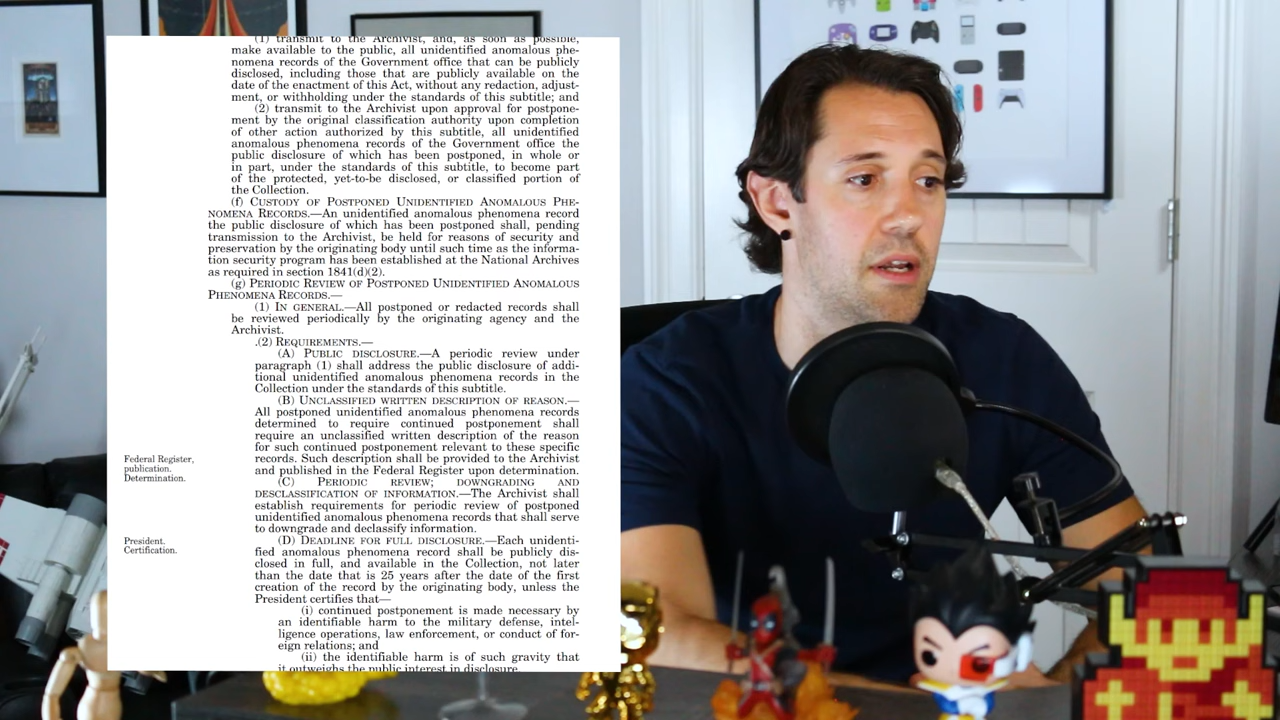 (1) transmit to the Archivist, and, as soon as possible,
make available to the public, all unidentified anomalous phe-
nomena records of the Government office that can be publicly
disclosed, including those that are publicly available on the
date of the enactment of this Act, without any redaction, adjust-
ment, or withholding under the standards of this subtitle; and
(2) transmit to the Archivist upon approval for postpone-
ment by the original classification authority upon completion
of other action authorized by this subtitle, all unidentified
anomalous phenomena records of the Government office the
public disclosure of which has been postponed, in whole or
in part, under the standards of this subtitle, to become part
of the protected, yet-to-be disclosed, or classified portion of
the Collection.
(f) CUSTODY OF POSTPONED UNIDENTIFIED ANOMALOUS PHE-
NOMENA RECORDS.—An unidentified anomalous phenomena record
the public disclosure of which has been postponed shall, pending
transmission to the Archivist, be held for reasons of security and
preservation by the originating body until such time as the informa-
tion security program has been established at the National Archives
as required in section 1841(d)(2).
(g) PERIODIC REVIEW OF POSTPONED UNIDENTIFIED ANOMALOUS
PHENOMENA RECORDS.—
(1) IN GENERAL.—All postponed or redacted records shall
be reviewed periodically by the originating agency and the
Archivist.
.(2) REQUIREMENTS.—
(A) PUBLIC DISCLOSURE.—A periodic review under
paragraph (1) shall address the public disclosure of addi-
tional unidentified anomalous phenomena records in the
Collection under the standards of this subtitle.
(B) UNCLASSIFIED WRITTEN DESCRIPTION OF REASON.—
All postponed unidentified anomalous phenomena records
determined to require continued postponement shall
require an unclassified written description of the reason
for such continued postponement relevant to these specific
records. Such description shall be provided to the Archivist
and published in the Federal Register upon determination.
Federal Register,
publication.
Determination.
(C) PERIODIC REVIEW; DOWNGRADING AND
DESCLASSIFICATION OF INFORMATION.—The Archivist shall
establish requirements for periodic review of postponed
unidentified anomalous phenomena records that shall serve
to downgrade and declassify information.
President.
Certification.
(D) DEADLINE FOR FULL DISCLOSURE.—Each unidenti-
fied anomalous phenomena record shall be publicly dis-
closed in full, and available in the Collection, not later
than the date that is 25 years after the date of the first
creation of the record by the originating body, unless the
President certifies that—
(i) continued postponement is made necessary by
an identifiable harm to the military defense, intel-
ligence operations, law enforcement, or conduct of for-
eign relations; and
(ii) the identifiable harm is of such gravity that
it outweighs the public interest in disclosure.